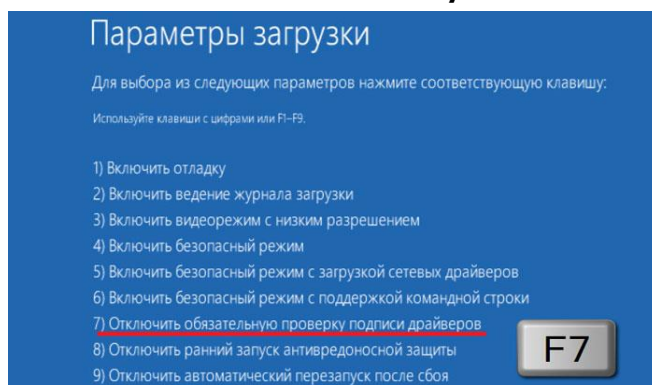 Параметры загрузки
Для выбора из следующих параметров нажмите соответствующую клавишу:
Используйте клавиши с цифрами или F1–F9.
1) Включить отладку
2) Включить ведение журнала загрузки
3) Включить видеорежим с низким разрешением
4) Включить безопасный режим
5) Включить безопасный режим с загрузкой сетевых драйверов
6) Включить безопасный режим с поддержкой командной строки
7) Отключить обязательную проверку подписи драйверов
8) Отключить ранний запуск антивредоносной защиты
9) Отключить автоматический перезапуск после сбоя
F7